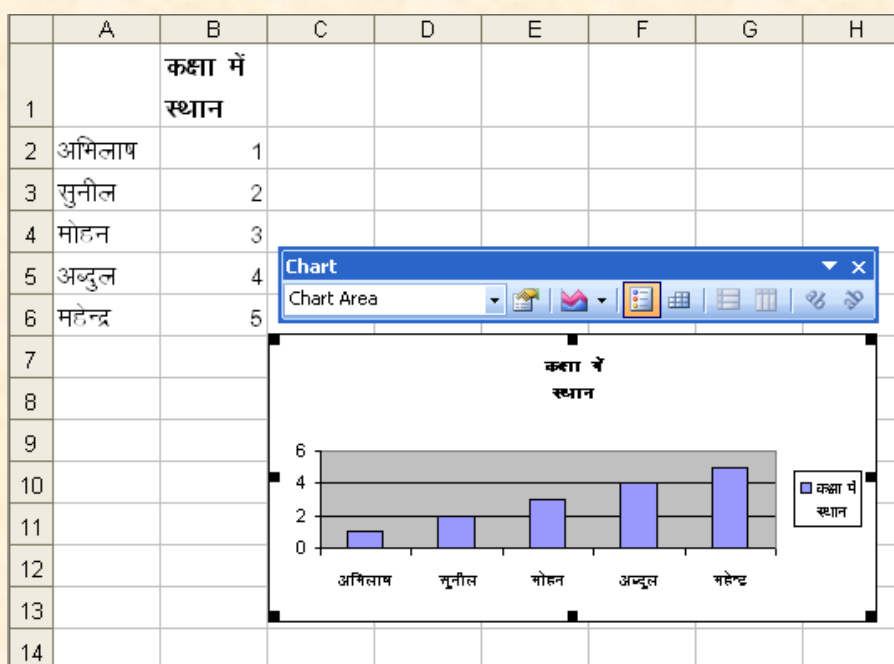 A B C D E F G H
1 कक्षा में
स्थान
2 अभिलाष 1
3 सुनील 2
4 मोहन 3
5 अब्दुल 4
6 महेन्द्र 5
Chart
Chart Area
7
8
9
10
11
12
13
14
कक्षा में
स्थान
6
4
2
0
अभिलाष सुनील मोहन अब्दुल महेन्द्र
कक्षा में
स्थान